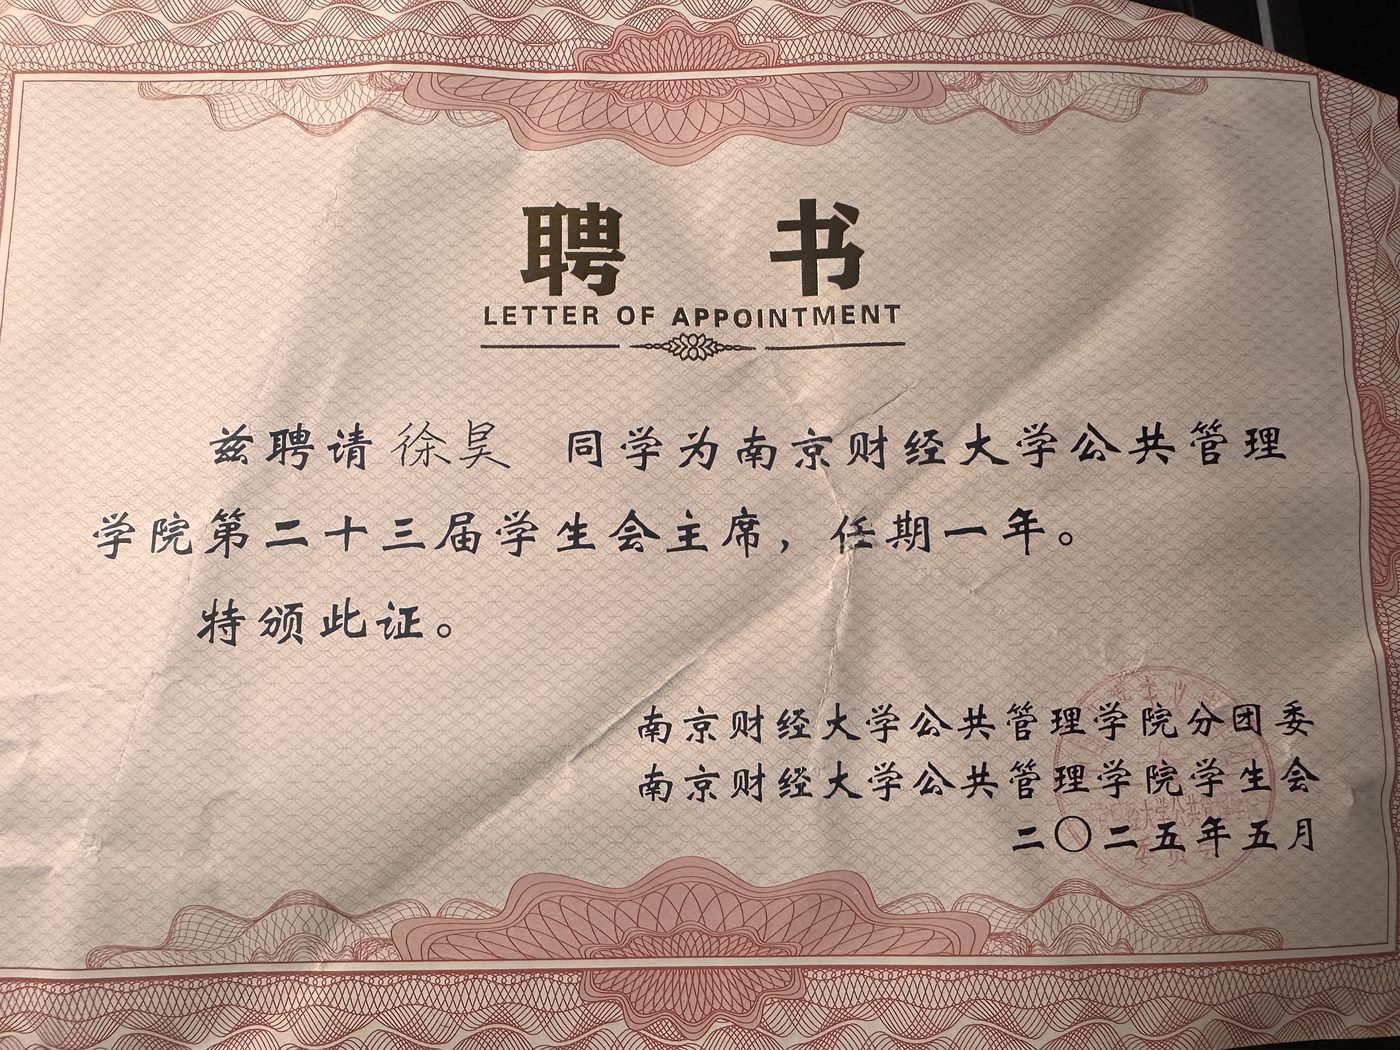 聘 书
LETTER OF APPOINTMENT
兹聘请 徐昊 同学为南京财经大学公共管理
学院第二十三届学生会主席，任期一年。
特颁此证。
南京财经大学公共管理学院分团委
南京财经大学公共管理学院学生会
二〇二五年五月